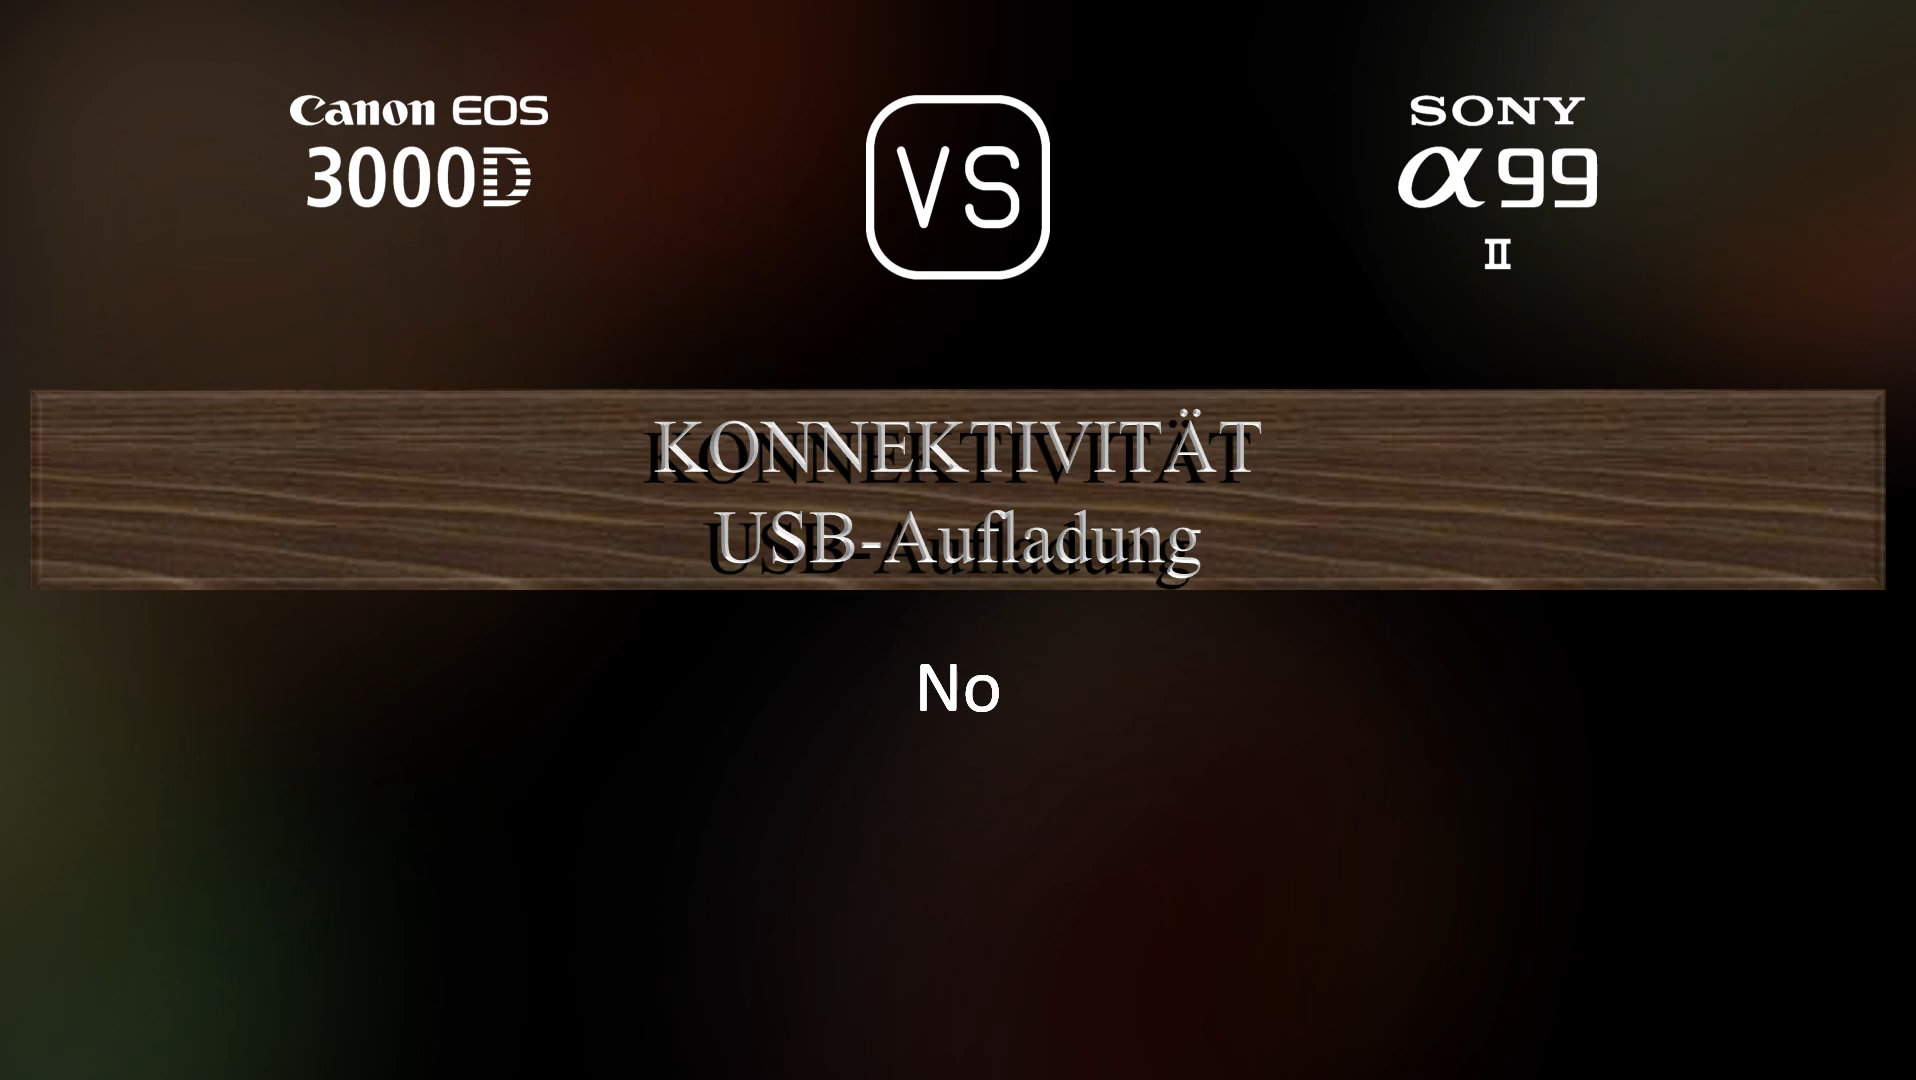 Canon EOS
3000D
VS
SONY
α99
II
KONNEKTIVITÄT
USB-Aufladung
No